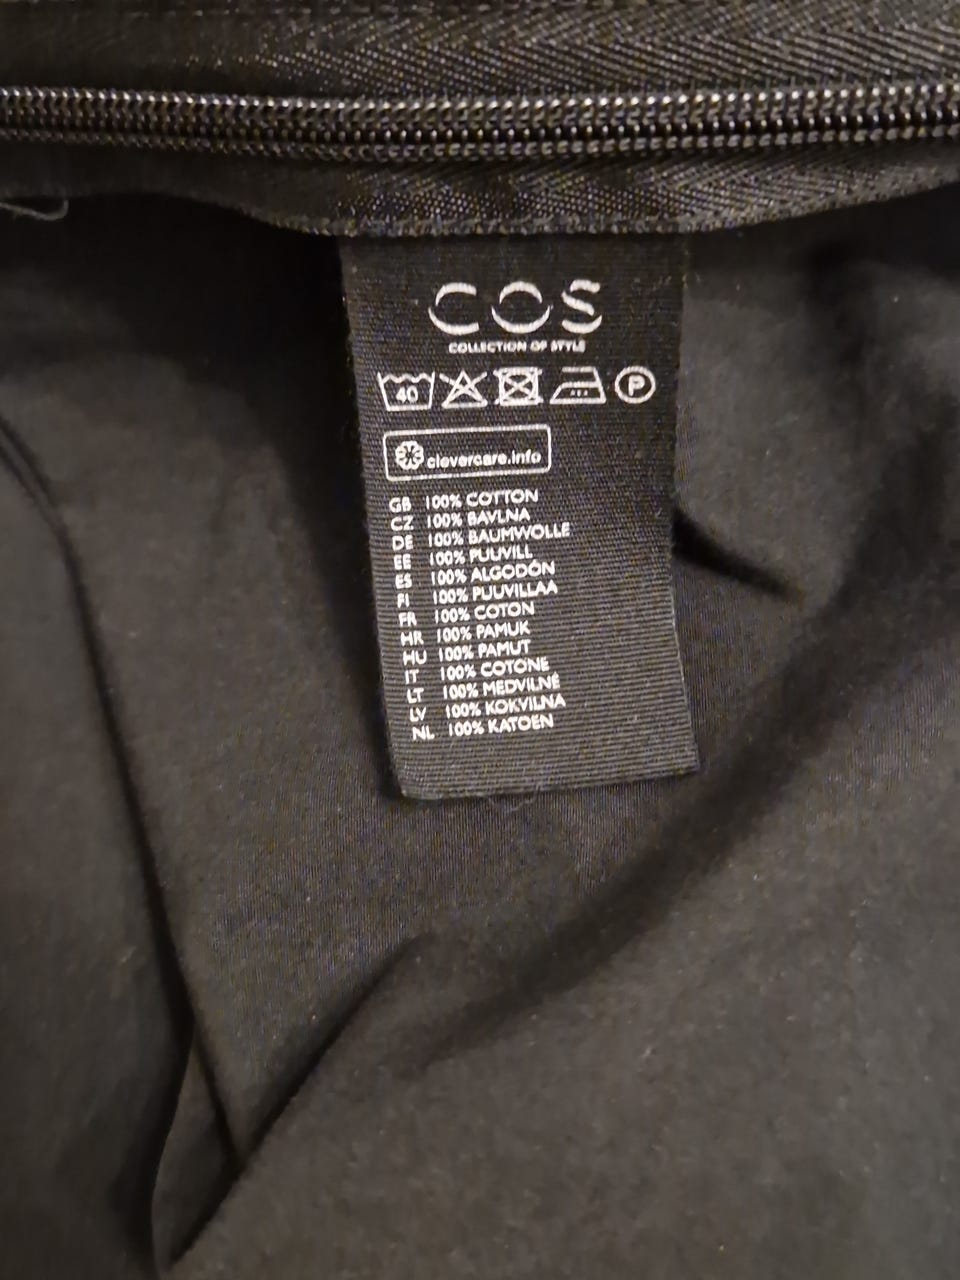 COS
COLLECTION OF STYLE
40 P
clevercare.info
GB 100% COTTON
CZ 100% BAVLNA
DE 100% BAUMWOLLE
EE 100% PUUVILL
ES 100% ALGODÓN
FI 100% PUUVILLAA
FR 100% COTON
HR 100% PAMUK
HU 100% PAMUT
IT 100% COTONE
LT 100% MEDVILNĖ
LV 100% KOKVILNA
NL 100% KATOEN